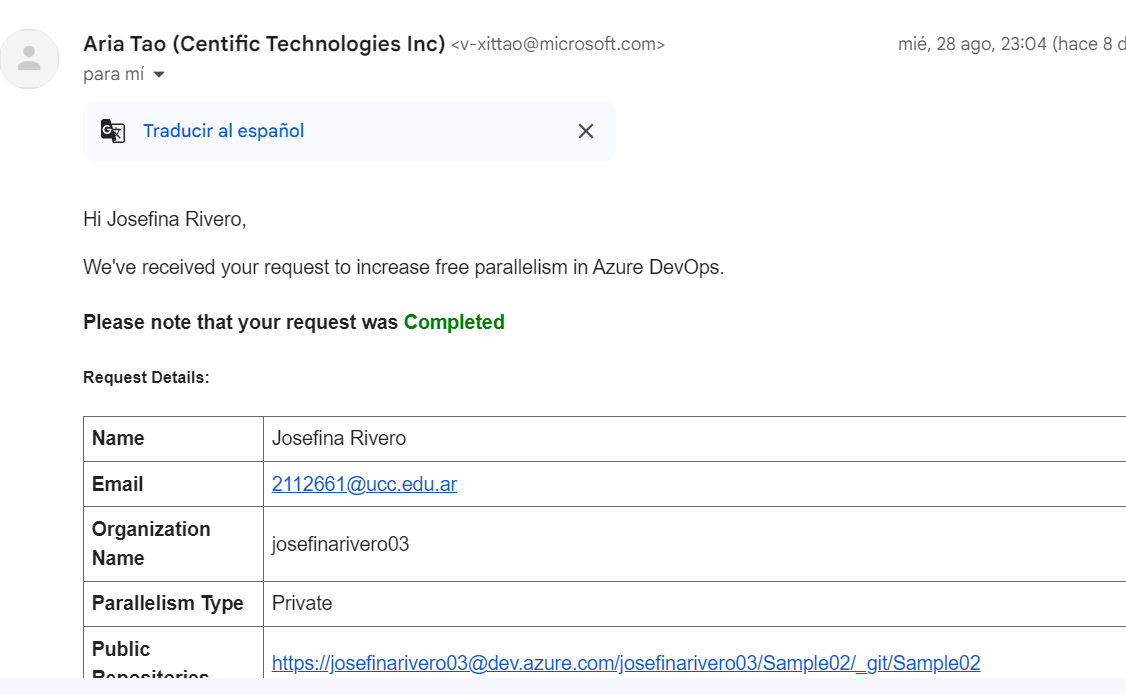 Aria Tao (Centific Technologies Inc) <v-xittao@microsoft.com>
mié, 28 ago, 23:04 (hace 8 d
para mí
Traducir al español
Hi Josefina Rivero,
We've received your request to increase free parallelism in Azure DevOps.
Please note that your request was Completed
Request Details:
Name
Josefina Rivero
Email
2112661@ucc.edu.ar
Organization
Name
josefinarivero03
Parallelism Type
Private
Public
Repositories
https://josefinarivero03@dev.azure.com/josefinarivero03/Sample02/_git/Sample02